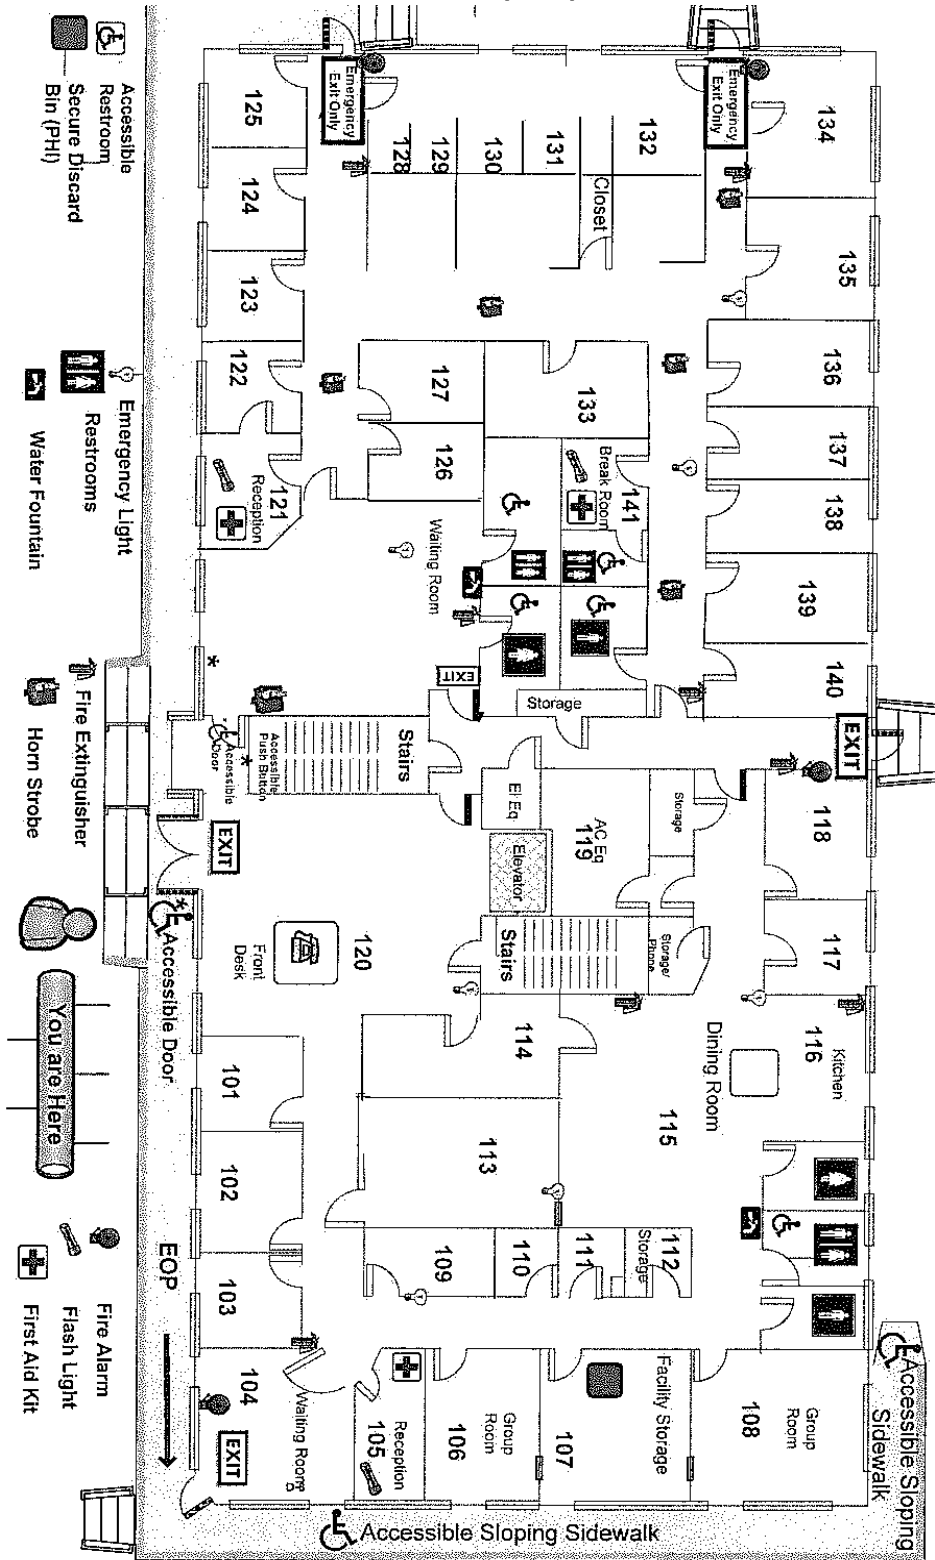 Accessible
Restroom
Secure Discard
Bin (PHI)
Emergency Light
Restrooms
Water Fountain
Fire Extinguisher
Horn Strobe
You are Here
Fire Alarm
Flash Light
First Aid Kit
Emergency
Exit Only
Emergency
Exit Only
125
124
123
122
121
Reception
128
129
130
131
132
Closet
134
135
136
137
138
139
140
127
126
133
Break Room
141
Waiting Room
EXIT
Storage
EXIT
*
Accessible
Door
*
Accessible
Push Button
Stairs
El Eq
Elevator
AC Eq
119
Storage
118
117
Storage/
Phone
Stairs
EXIT
*
Accessible Door
120
Front
Desk
116
Kitchen
Dining Room
115
114
113
101
102
103
104
109
110
111
112
Storage
EOP
Waiting Room
EXIT
105
Reception
106
Group
Room
107
Facility Storage
108
Group
Room
Accessible Sloping
Sidewalk
Accessible Sloping Sidewalk